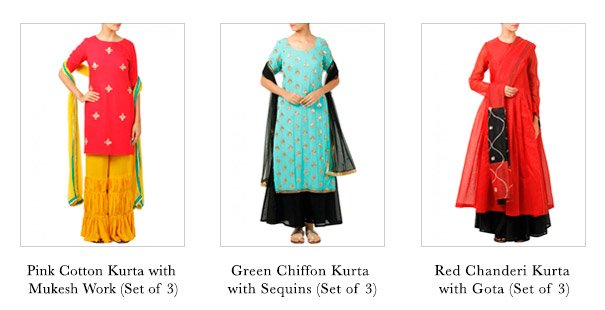 Pink Cotton Kurta with
Mukesh Work (Set of 3)
Green Chiffon Kurta
with Sequins (Set of 3)
Red Chanderi Kurta
with Gota (Set of 3)